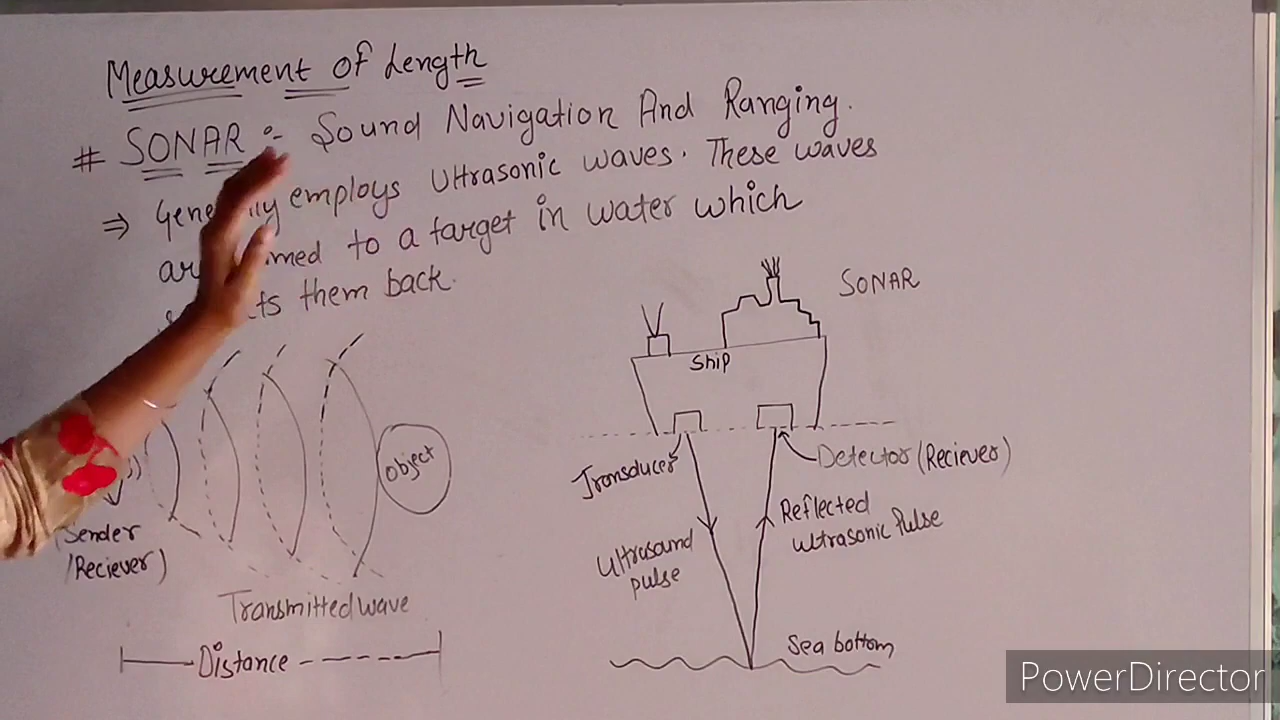 Measurement of Length
# SONAR :- Sound Navigation And Ranging.
⇒ employs Ultrasonic waves. These waves
to a target in water which
them back.
SONAR
Ship
Object
Transducer
Detector (Reciever)
Reflected
ultrasonic Pulse
Ultrasound
pulse
(Sender
/Reciever)
Transmitted wave
Distance
Sea bottom
PowerDirector